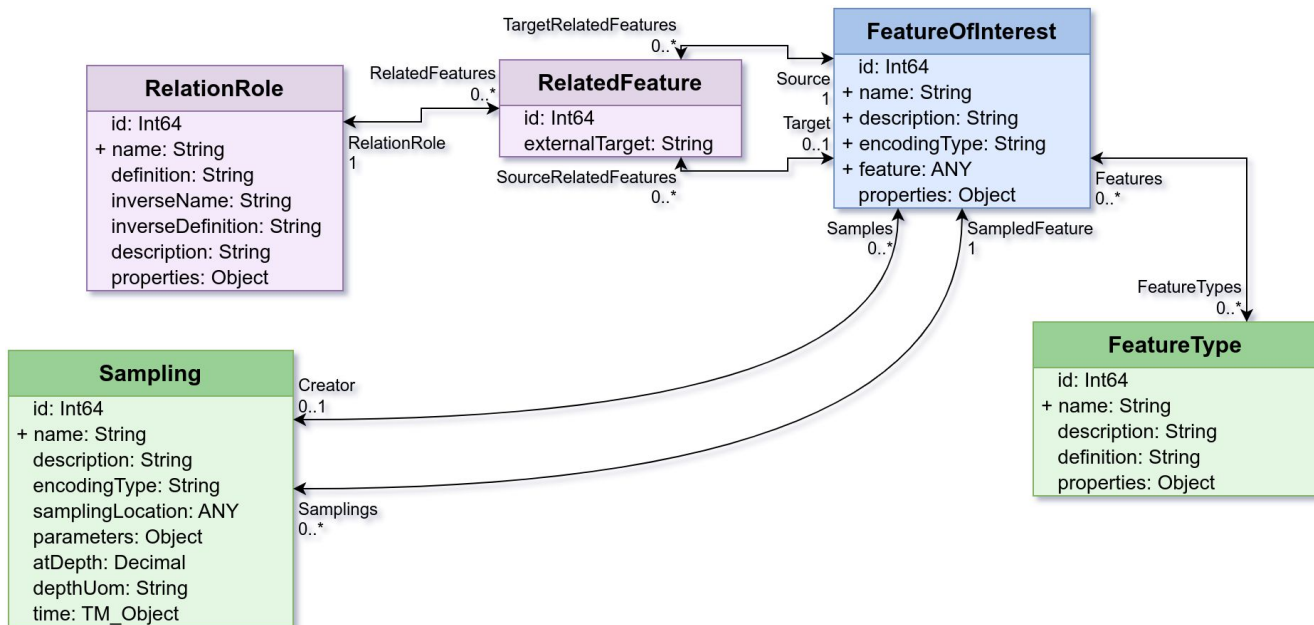 TargetRelatedFeatures
0..*
FeatureOfInterest
id: Int64
+ name: String
+ description: String
+ encodingType: String
+ feature: ANY
properties: Object
Source
1
Target
0..1
RelatedFeature
id: Int64
externalTarget: String
SourceRelatedFeatures
0..*
RelatedFeatures
0..*
RelationRole
1
RelationRole
id: Int64
+ name: String
definition: String
inverseName: String
inverseDefinition: String
description: String
properties: Object
Samples
0..*
SampledFeature
1
Features
0..*
FeatureTypes
0..*
FeatureType
id: Int64
+ name: String
description: String
definition: String
properties: Object
Sampling
id: Int64
+ name: String
description: String
encodingType: String
samplingLocation: ANY
parameters: Object
atDepth: Decimal
depthUom: String
time: TM_Object
Creator
0..1
Samplings
0..*